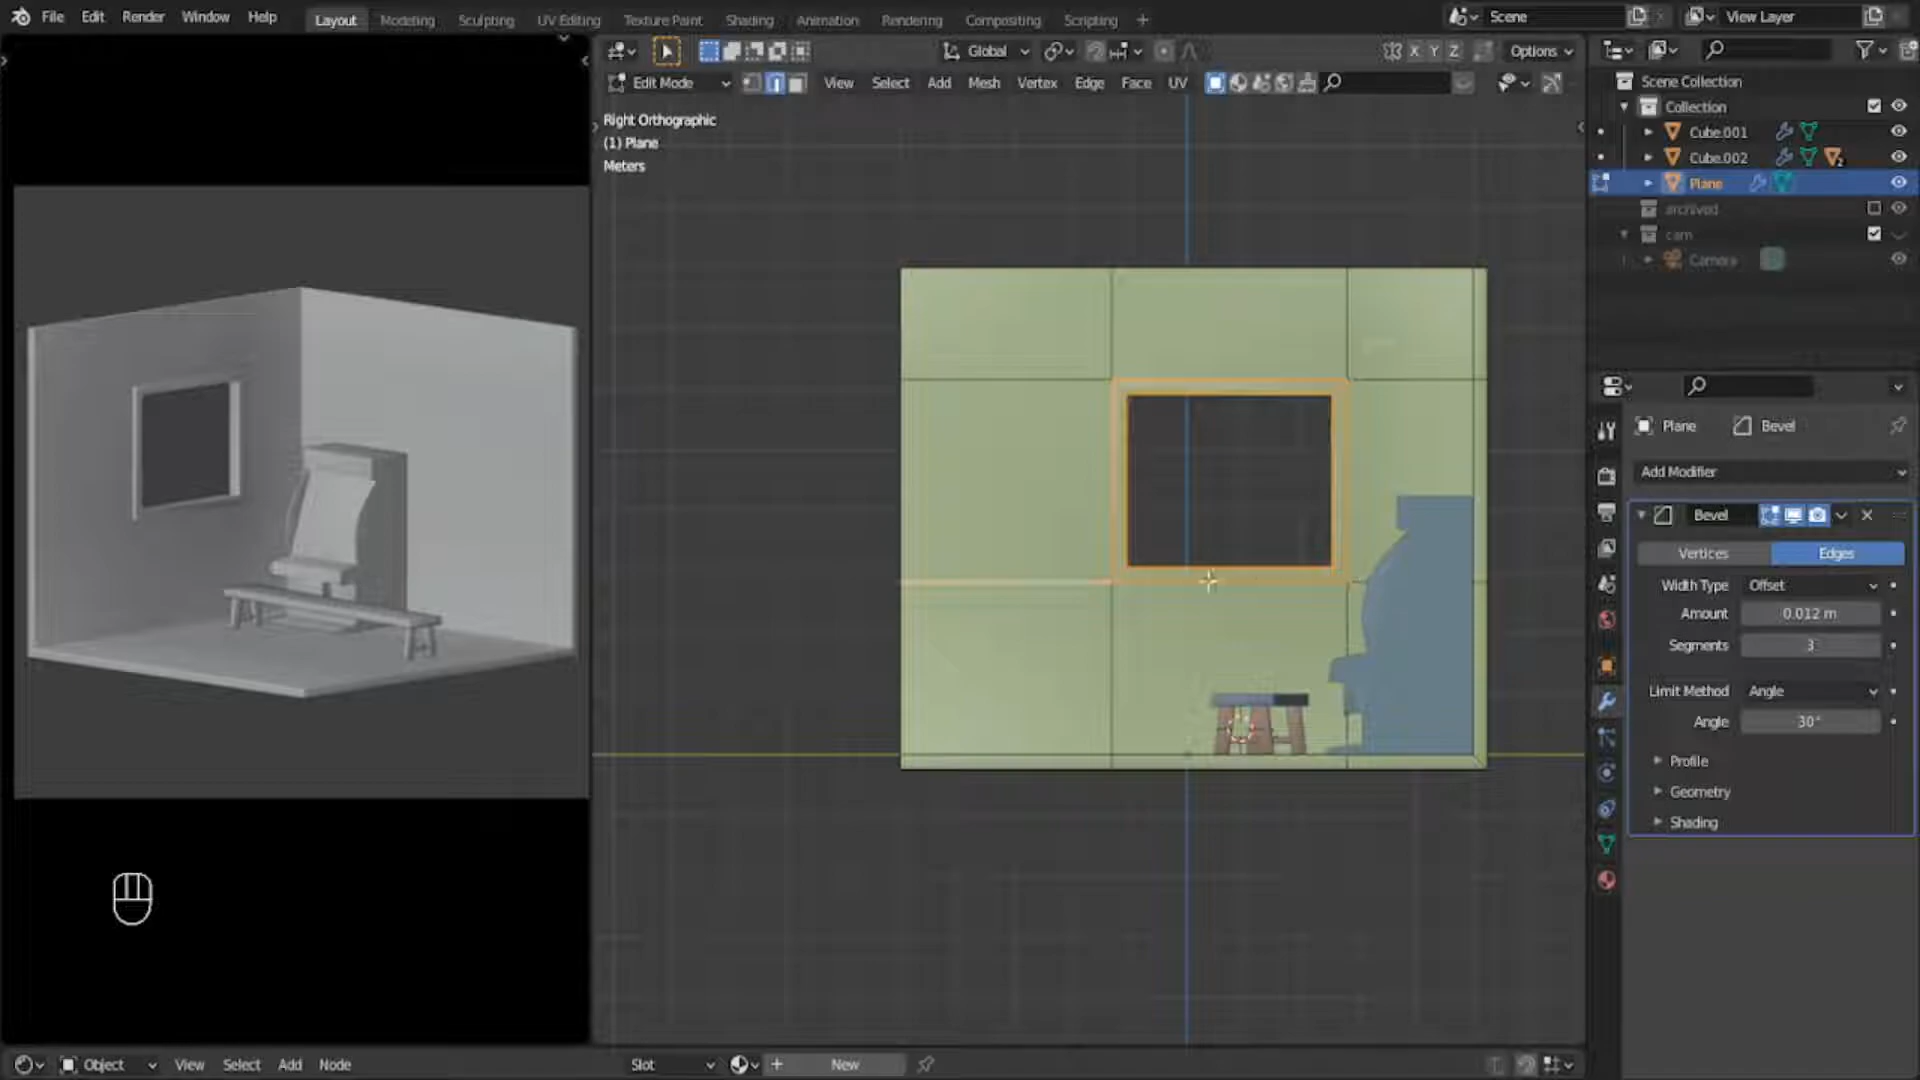 File Edit Render Window Help Layout Modeling Sculpting UV Editing Texture Paint Shading Animation Rendering Compositing Scripting + Scene View Layer
Global X Y Z Options
Edit Mode View Select Add Mesh Vertex Edge Face UV
Right Orthographic
(1) Plane
Meters
Scene Collection
Collection
Cube.001
Cube.002 2
Plane
archived
cam
Camera
Plane Bevel
Add Modifier
Bevel
Vertices Edges
Width Type Offset
Amount 0.012 m
Segments 3
Limit Method Angle
Angle 30°
Profile
Geometry
Shading
Object View Select Add Node Slot New